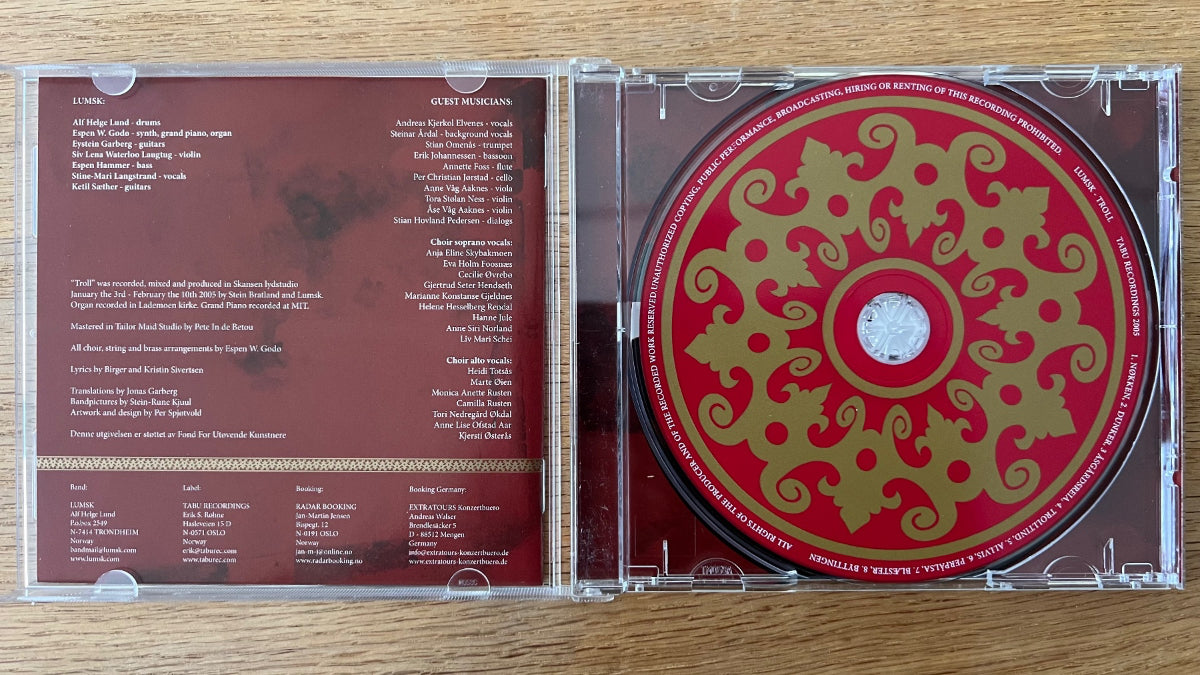 LUMSK:
Alf Helge Lund - drums
Espen W. Godo - synth, grand piano, organ
Eystein Garberg - guitars
Siv Lena Waterloo Laugtug - violin
Espen Hammer - bass
Stine-Mari Langstrand - vocals
Ketil Sæther - guitars
"Troll" was recorded, mixed and produced in Skansen lydstudio
January the 3rd - February the 10th 2005 by Stein Bratland and Lumsk.
Organ recorded in Lademoen kirke. Grand Piano recorded at MIT.
Mastered in Tailor Maid Studio by Pete In de Betou
All choir, string and brass arrangements by Espen W. Godo
Lyrics by Birger and Kristin Sivertsen
Translations by Jonas Garberg
Bandpictures by Stein-Rune Kjuul
Artwork and design by Per Spjøtvold
Denne utgivelsen er støttet av Fond For Utøvende Kunstnere
GUEST MUSICIANS:
Andreas Kjerkol Elvenes - vocals
Steinar Årdal - background vocals
Stian Omenås - trumpet
Erik Johannessen - bassoon
Annette Foss - flute
Per Christian Jørstad - cello
Anne Våg Aaknes - viola
Tora Stølan Ness - violin
Åse Våg Aaknes - violin
Stian Hovland Pedersen - dialogs
Choir soprano vocals:
Anja Eline Skybakmoen
Eva Holm Foosnæs
Cecilie Øvrebø
Gjertrud Seter Hendseth
Marianne Konstanse Gjeldnes
Helene Hesselberg Rendal
Hanne Jule
Anne Siri Norland
Liv Mari Schei
Choir alto vocals:
Heidi Totsås
Marte Øien
Monica Anette Rusten
Camilla Rusten
Tori Nedregård Økdal
Anne Lise Ofstad Aar
Kjersti Østerås
Band:
LUMSK
Alf Helge Lund
P.o.box 2549
N-7414 TRONDHEIM
Norway
bandmail@lumsk.com
www.lumsk.com
Label:
TABU RECORDINGS
Erik S. Rohne
Hasleveien 15 D
N-0571 OSLO
Norway
erik@taburec.com
www.taburec.com
Booking:
RADAR BOOKING
Jan-Martin Jensen
Bispegt. 12
N-0191 OSLO
Norway
jan-m-j@online.no
www.radarbooking.no
Booking Germany:
EXTRATOURS Konzertbuero
Andreas Walser
Brendlesäcker 5
D - 88512 Mengen
Germany
info@extratours-konzertbuero.de
www.extratours-konzertbuero.de
ALL RIGHTS OF THE PRODUCER AND OF THE RECORDED WORK RESERVED.UNAUTHORIZED COPYING, PUBLIC PERFORMANCE, BROADCASTING, HIRING OR RENTING OF THIS RECORDING PROHIBITED.
LUMSK - TROLL
TABU RECORDINGS 2005
1. NØKKEN, 2. DUNKER, 3 ÅSGÅRDSREIA, 4. TROLLTIND, 5. ALLVIS, 6. PERPÅLSA, 7. BLÆSTER, 8. BYTTINGEN